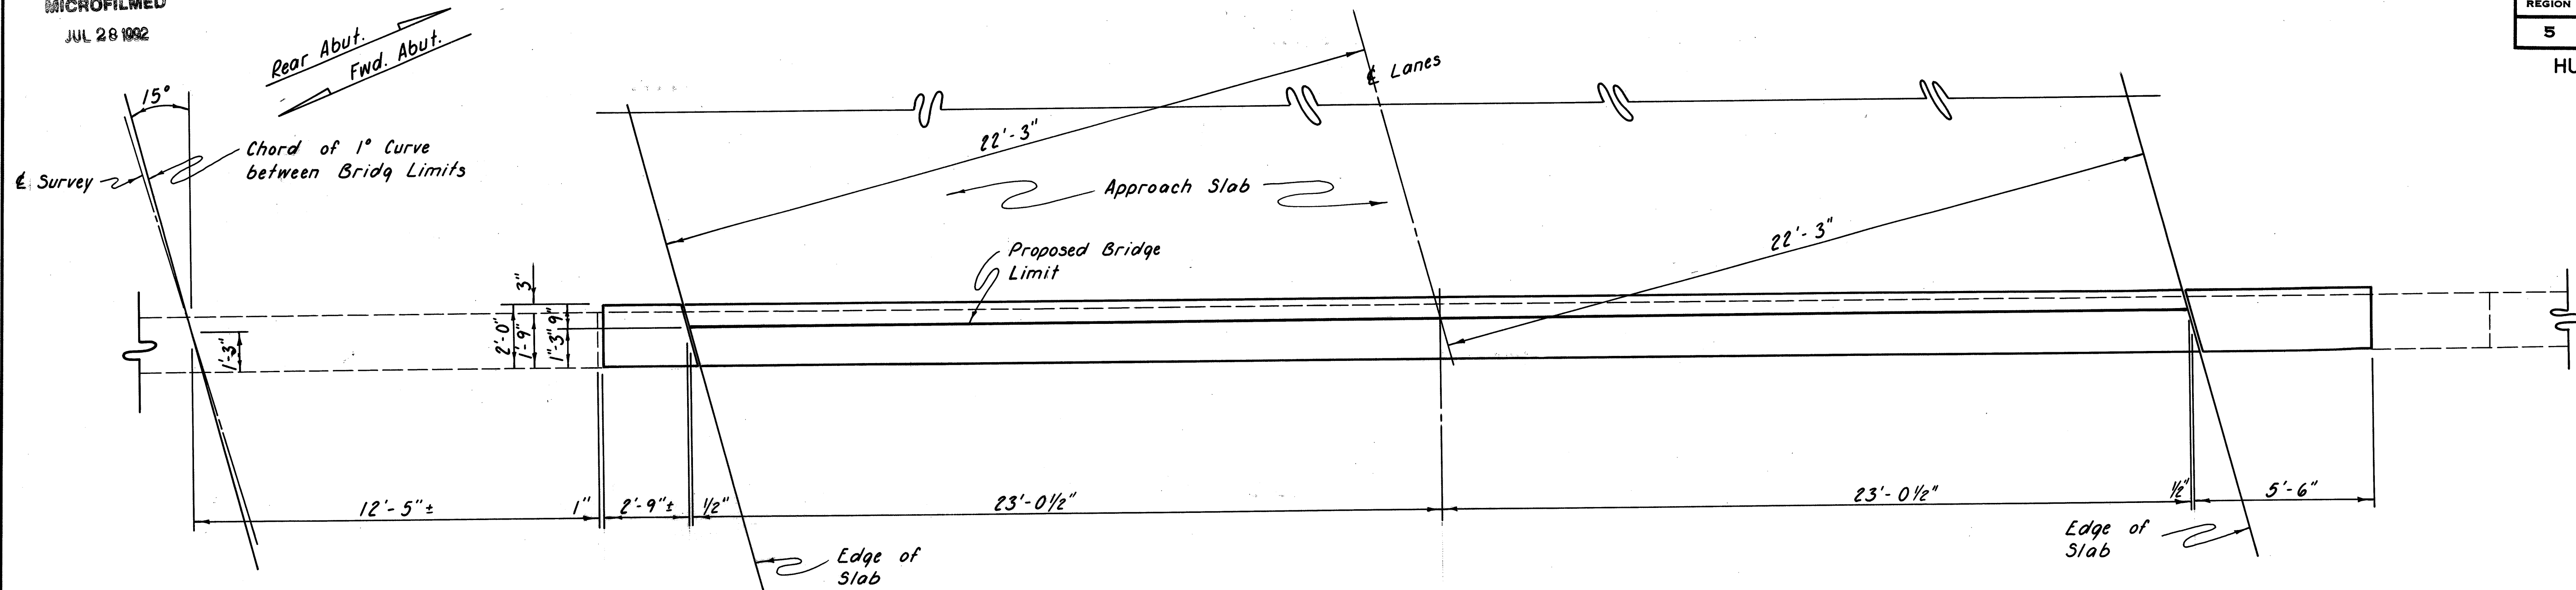 MICROFILMED
JUL 28 1992
REGION
5
HU
Rear Abut.
Fwd. Abut.
15°
Chord of 1° Curve
between Bridg Limits
℄ Survey
℄ Lanes
22'-3"
Approach Slab
22'-3"
Proposed Bridge
Limit
3"
2'-0"
1'-9"
1"-3"
9"
1'-3"
12'-5"±
1"
2'-9"±
1/2"
23'-0 1/2"
23'-0 1/2"
1/2"
5'-6"
Edge of
Slab
Edge of
Slab